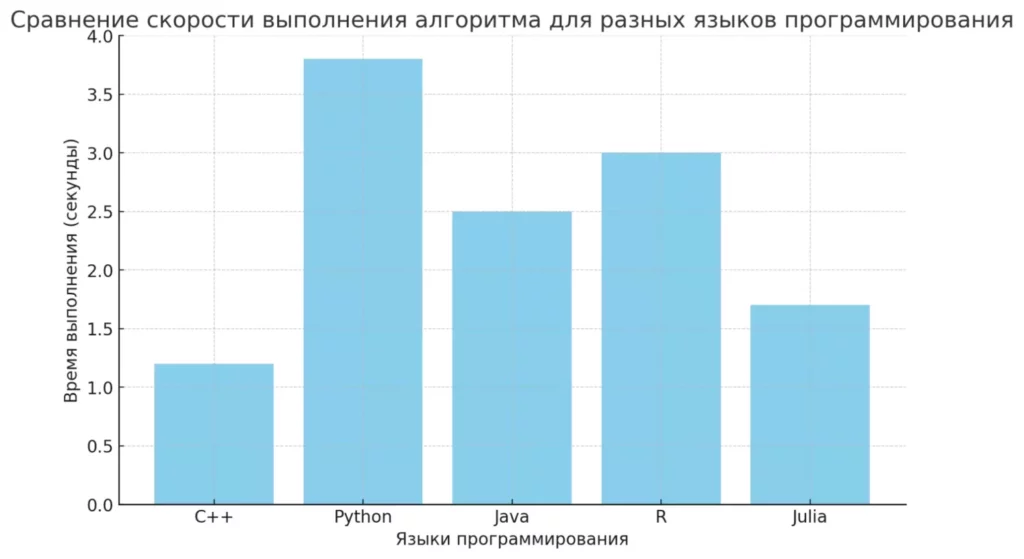 Сравнение скорости выполнения алгоритма для разных языков программирования
Время выполнения (секунды)
4.0
3.5
3.0
2.5
2.0
1.5
1.0
0.5
0.0
C++ Python Java R Julia
Языки программирования